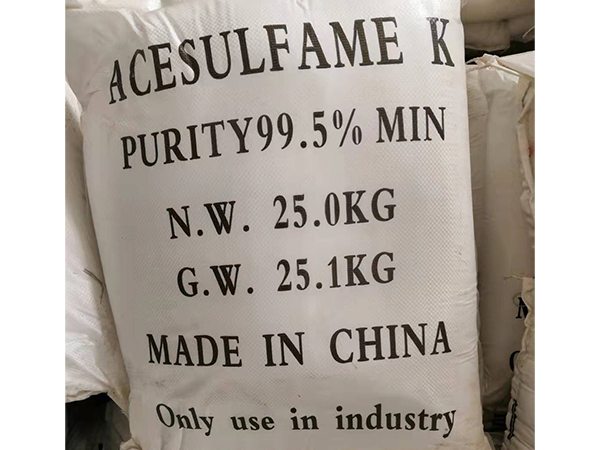 ACESULFAME K
PURITY99.5% MIN
N.W. 25.0KG
G.W. 25.1KG
MADE IN CHINA
Only use in industry